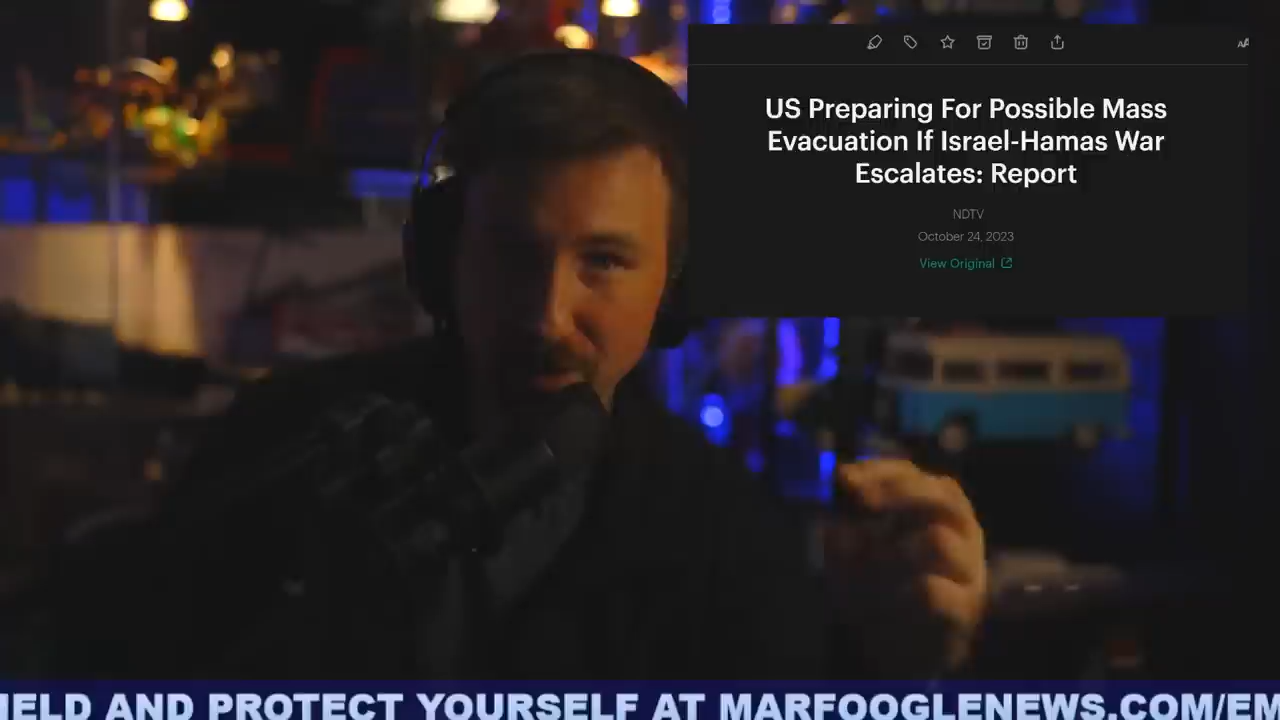 US Preparing For Possible Mass
Evacuation If Israel-Hamas War
Escalates: Report
NDTV
October 24, 2023
View Original
IELD AND PROTECT YOURSELF AT MARFOOGLENEWS.COM/EM